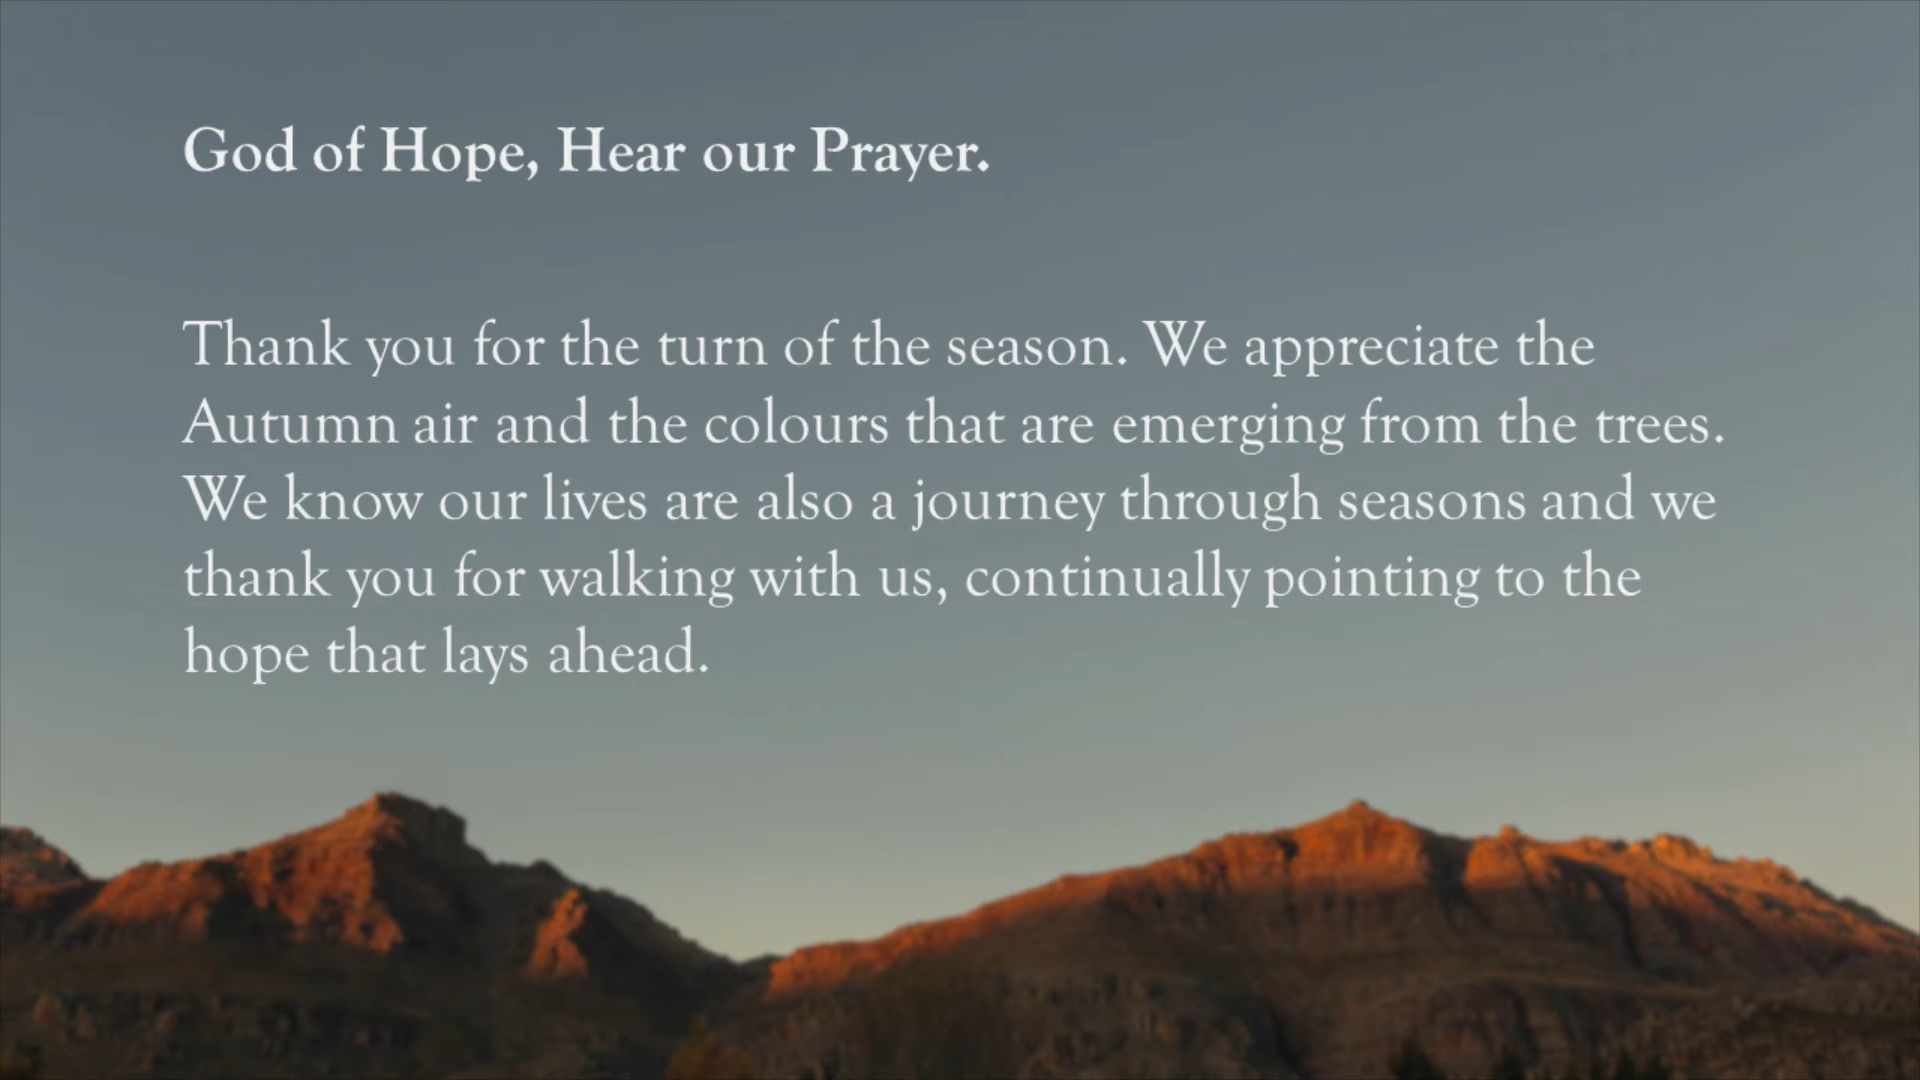 God of Hope, Hear our Prayer.
Thank you for the turn of the season. We appreciate the
Autumn air and the colours that are emerging from the trees.
We know our lives are also a journey through seasons and we
thank you for walking with us, continually pointing to the
hope that lays ahead.